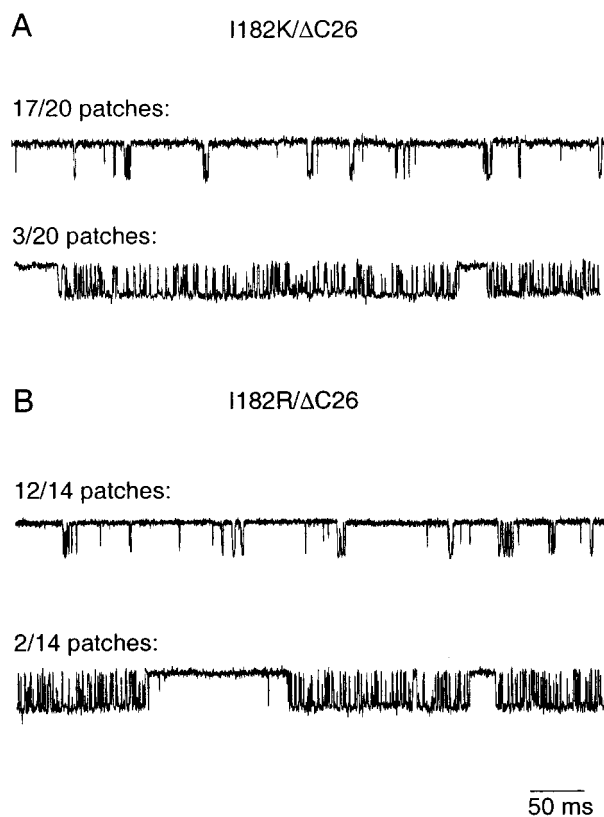 A
I182K/ΔC26
17/20 patches:
3/20 patches:
B
I182R/ΔC26
12/14 patches:
2/14 patches:
50 ms